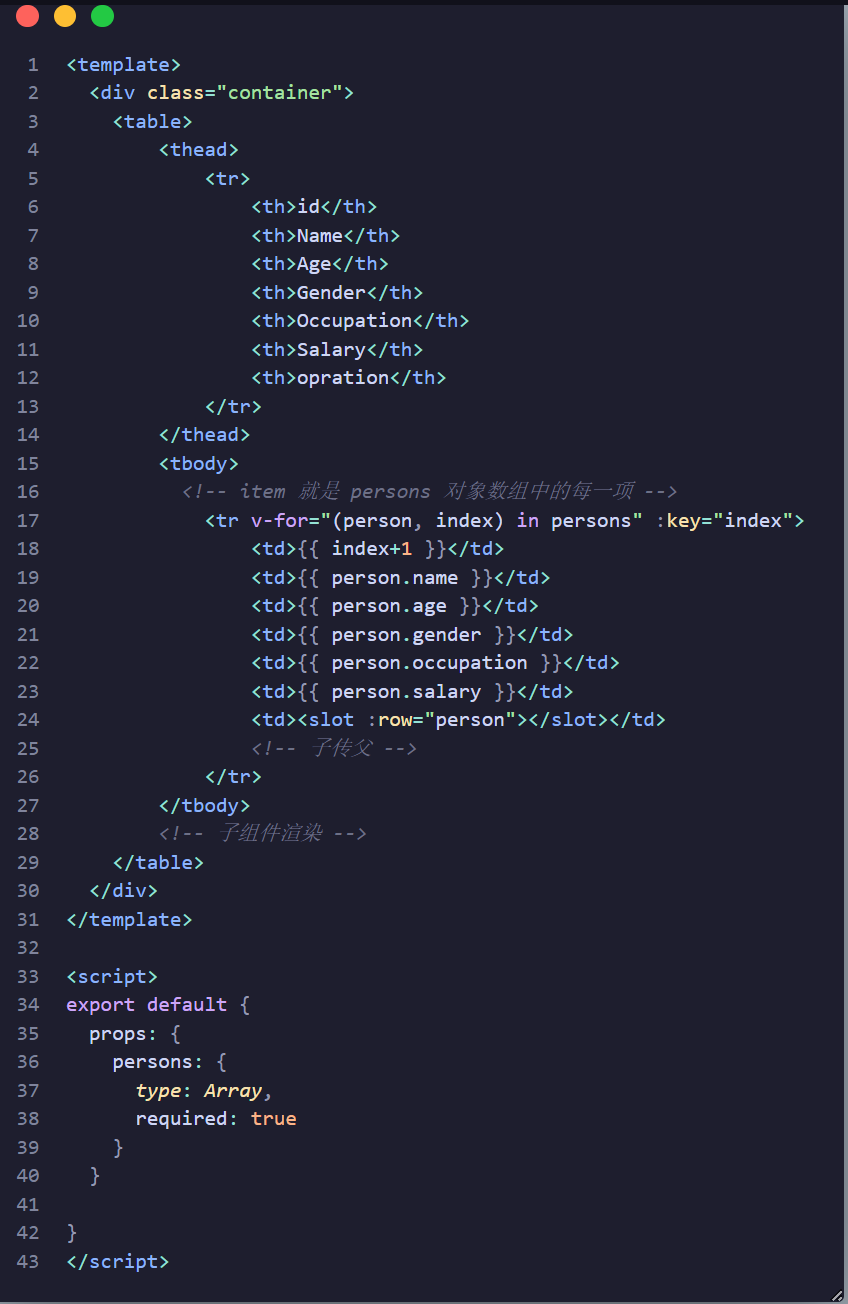 1 <template>
2   <div class="container">
3     <table>
4         <thead>
5             <tr>
6                 <th>id</th>
7                 <th>Name</th>
8                 <th>Age</th>
9                 <th>Gender</th>
10                 <th>Occupation</th>
11                 <th>Salary</th>
12                 <th>opration</th>
13             </tr>
14         </thead>
15         <tbody>
16           <!-- item 就是 persons 对象数组中的每一项 -->
17             <tr v-for="(person, index) in persons" :key="index">
18                 <td>{{ index+1 }}</td>
19                 <td>{{ person.name }}</td>
20                 <td>{{ person.age }}</td>
21                 <td>{{ person.gender }}</td>
22                 <td>{{ person.occupation }}</td>
23                 <td>{{ person.salary }}</td>
24                 <td><slot :row="person"></slot></td>
25                 <!-- 子传父 -->
26             </tr>
27         </tbody>
28         <!-- 子组件渲染 -->
29     </table>
30   </div>
31 </template>
32
33 <script>
34 export default {
35   props: {
36     persons: {
37       type: Array,
38       required: true
39     }
40   }
41
42 }
43 </script>